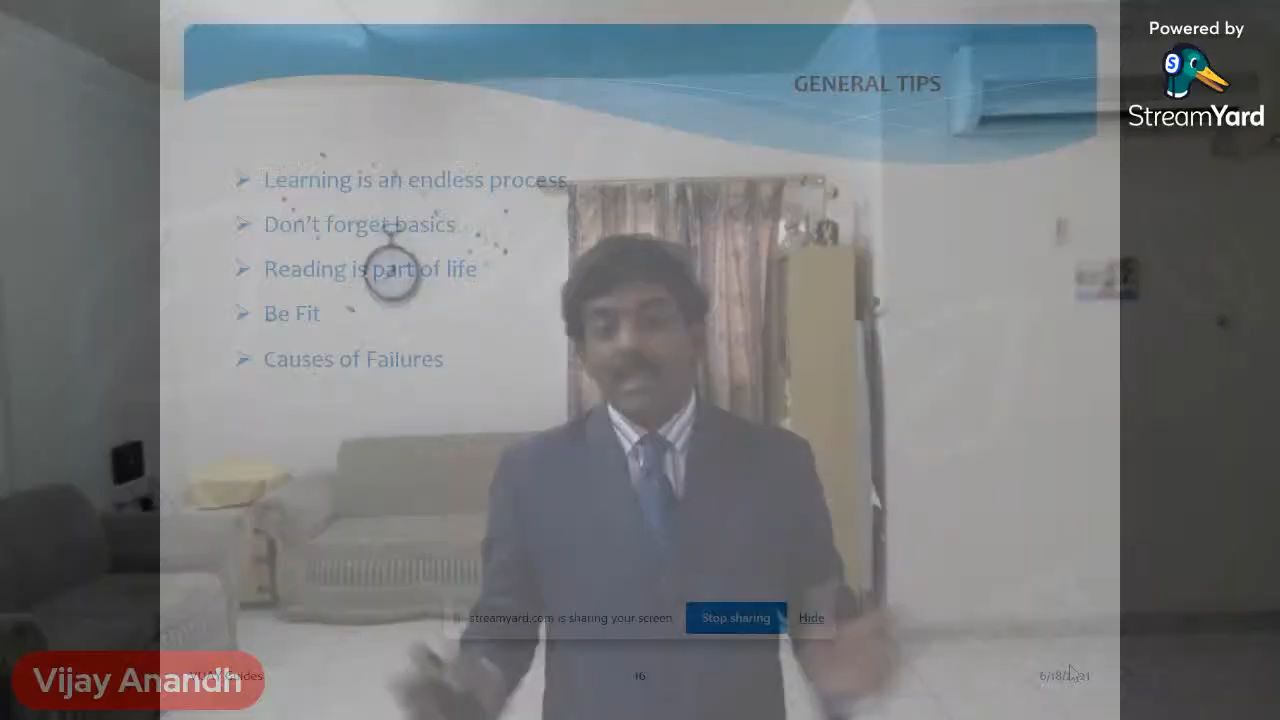 Powered by
StreamYard
GENERAL TIPS
Learning is an endless process
Don't forget basics
Reading is part of life
Be Fit
Causes of Failures
streamyard.com is sharing your screen
Stop sharing
Hide
Vijay Anandh
16